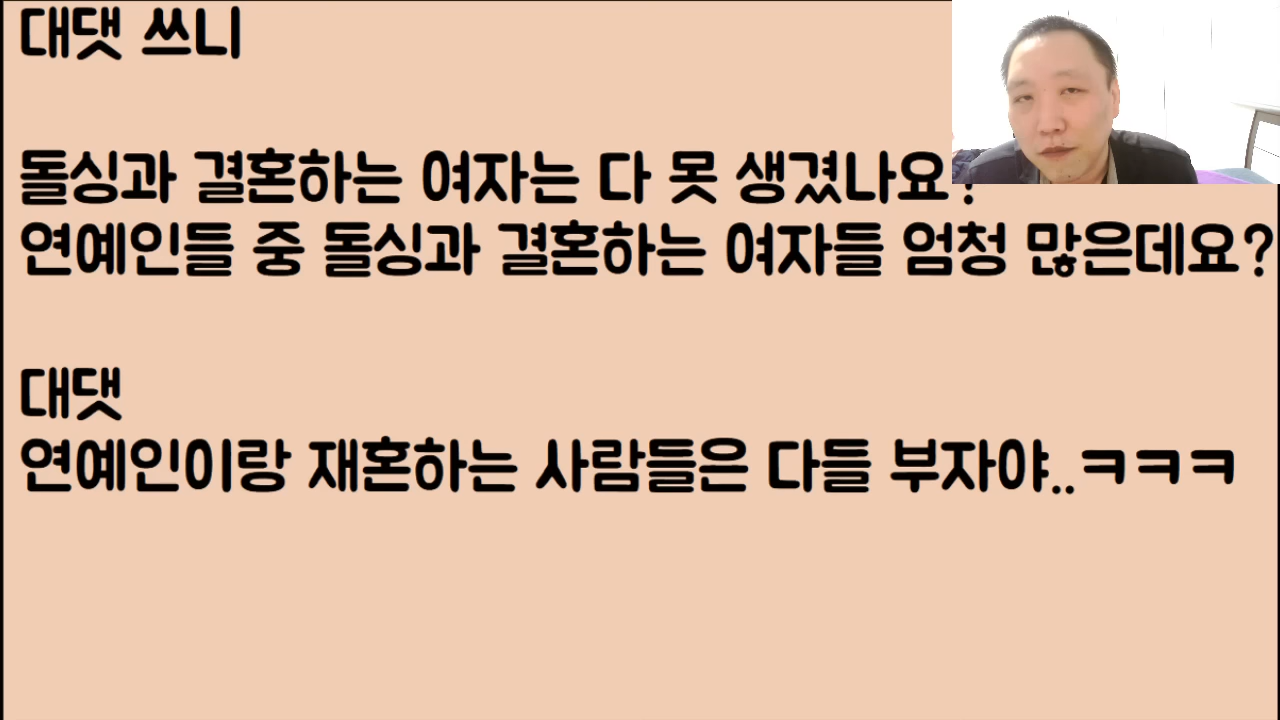 대댓 쓰니
돌싱과 결혼하는 여자는 다 못 생겼나요?
연예인들 중 돌싱과 결혼하는 여자들 엄청 많은데요?
대댓
연예인이랑 재혼하는 사람들은 다들 부자야..ㅋㅋㅋ